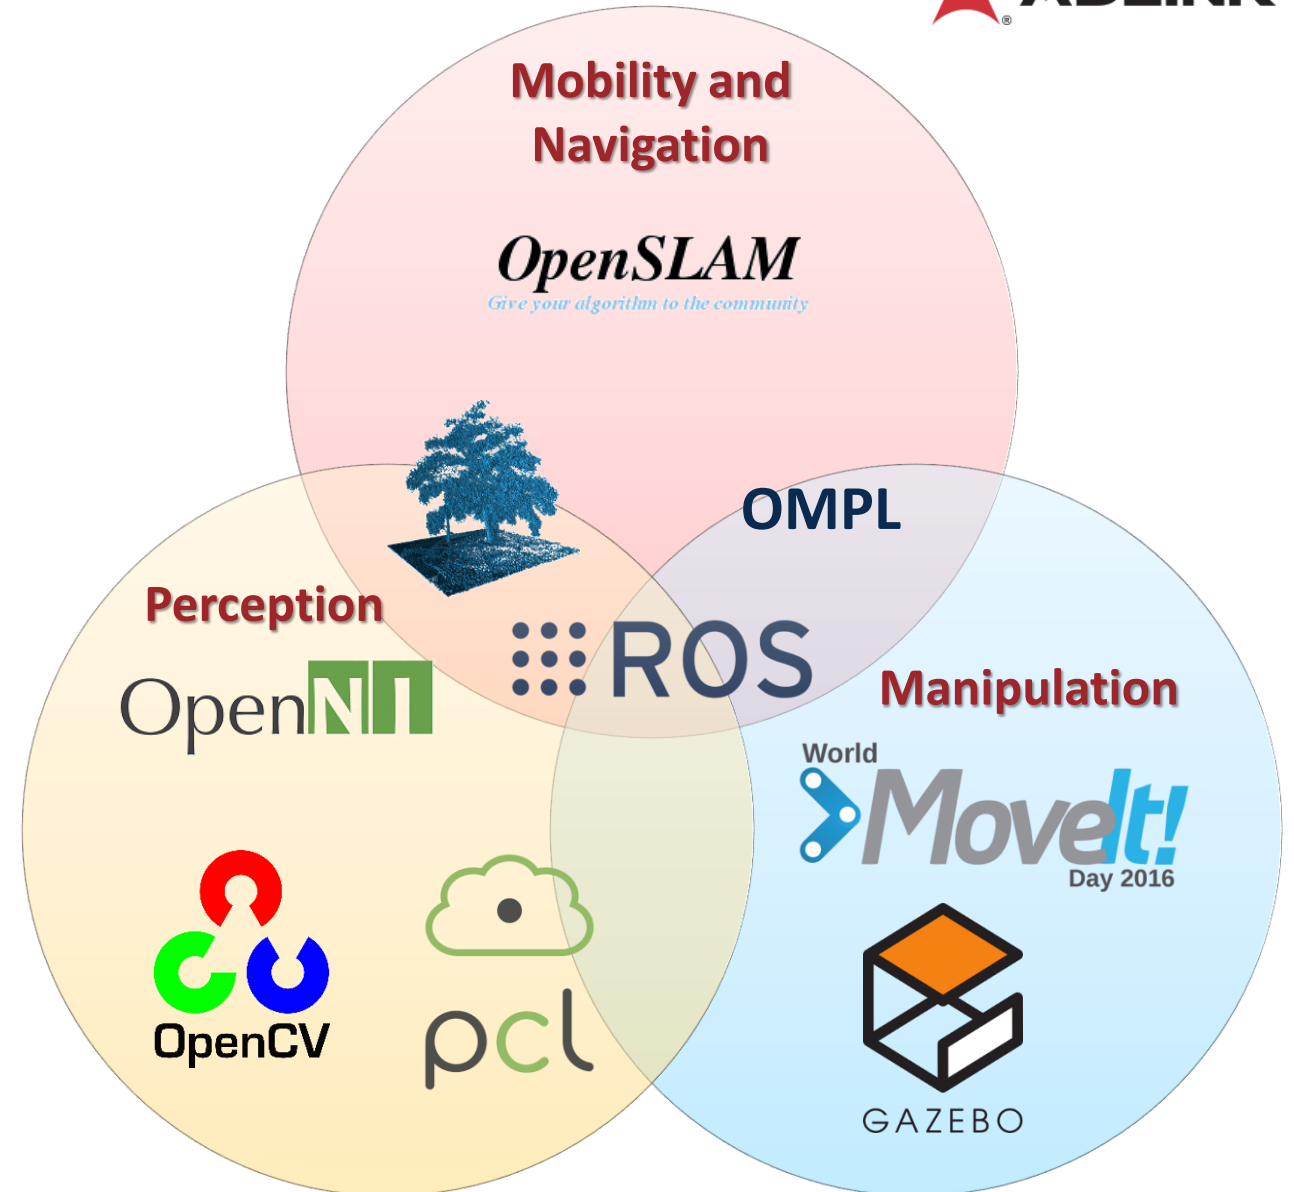 Mobility and
Navigation
OpenSLAM
Give your algorithm to the community
OMPL
Perception
ROS
OpenNI
Manipulation
World
MoveIt!
Day 2016
OpenCV
pcl
GAZEBO